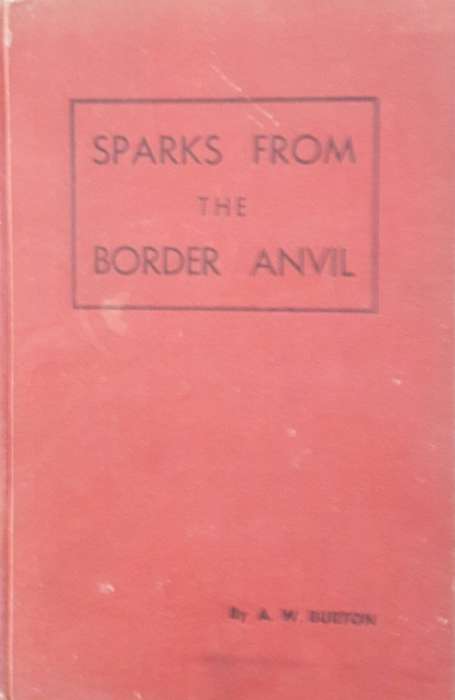 SPARKS FROM
THE
BORDER ANVIL
By A. W. BURTON